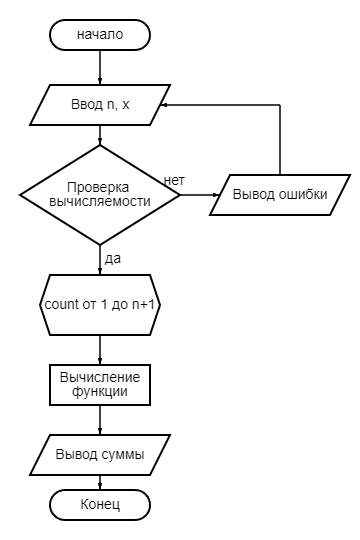 начало
Ввод n, x
Проверка
вычисляемости
нет
Вывод ошибки
да
count от 1 до n+1
Вычисление
функции
Вывод суммы
Конец